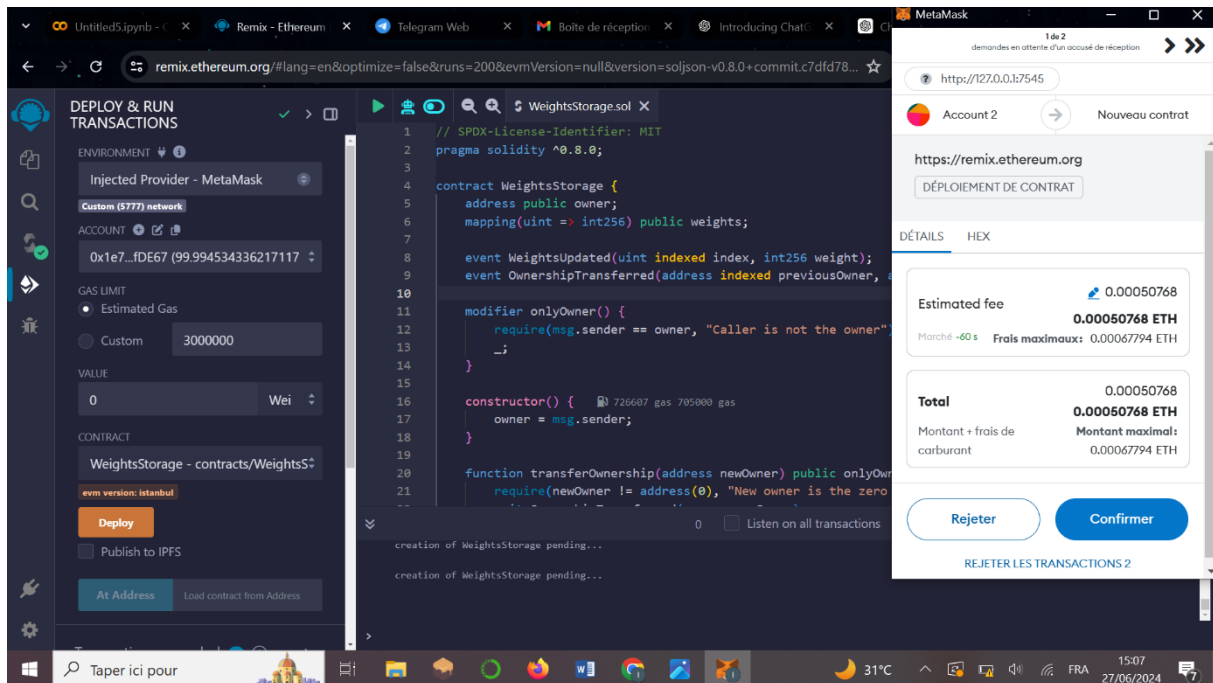 Untitled5.ipynb - C
Remix - Ethereum
Telegram Web
Boîte de réception
Introducing ChatG
Ch
remix.ethereum.org/#lang=en&optimize=false&runs=200&evmVersion=null&version=soljson-v0.8.0+commit.c7dfd78...
DEPLOY & RUN
TRANSACTIONS
ENVIRONMENT
Injected Provider - MetaMask
Custom (5777) network
ACCOUNT
0x1e7...fDE67 (99.994534336217117
GAS LIMIT
Estimated Gas
Custom 3000000
VALUE
0 Wei
CONTRACT
WeightsStorage - contracts/WeightsS
evm version: istanbul
Deploy
Publish to IPFS
At Address Load contract from Address
WeightsStorage.sol
1 // SPDX-License-Identifier: MIT
2 pragma solidity ^0.8.0;
3
4 contract WeightsStorage {
5 address public owner;
6 mapping(uint => int256) public weights;
7
8 event WeightsUpdated(uint indexed index, int256 weight);
9 event OwnershipTransferred(address indexed previousOwner, a
10
11 modifier onlyOwner() {
12 require(msg.sender == owner, "Caller is not the owner")
13 _;
14 }
15
16 constructor() { 726607 gas 705000 gas
17 owner = msg.sender;
18 }
19
20 function transferOwnership(address newOwner) public onlyOwn
21 require(newOwner != address(0), "New owner is the zero
0 Listen on all transactions
creation of WeightsStorage pending...
creation of WeightsStorage pending...
>
MetaMask
1 de 2
demandes en attente d'un accusé de réception
http://127.0.0.1:7545
Account 2 Nouveau contrat
https://remix.ethereum.org
DÉPLOIEMENT DE CONTRAT
DÉTAILS HEX
Estimated fee 0.00050768
0.00050768 ETH
Marché -60 s Frais maximaux: 0.00067794 ETH
Total 0.00050768
0.00050768 ETH
Montant + frais de Montant maximal:
carburant 0.00067794 ETH
Rejeter Confirmer
REJETER LES TRANSACTIONS 2
Taper ici pour
31°C
FRA
15:07
27/06/2024
7